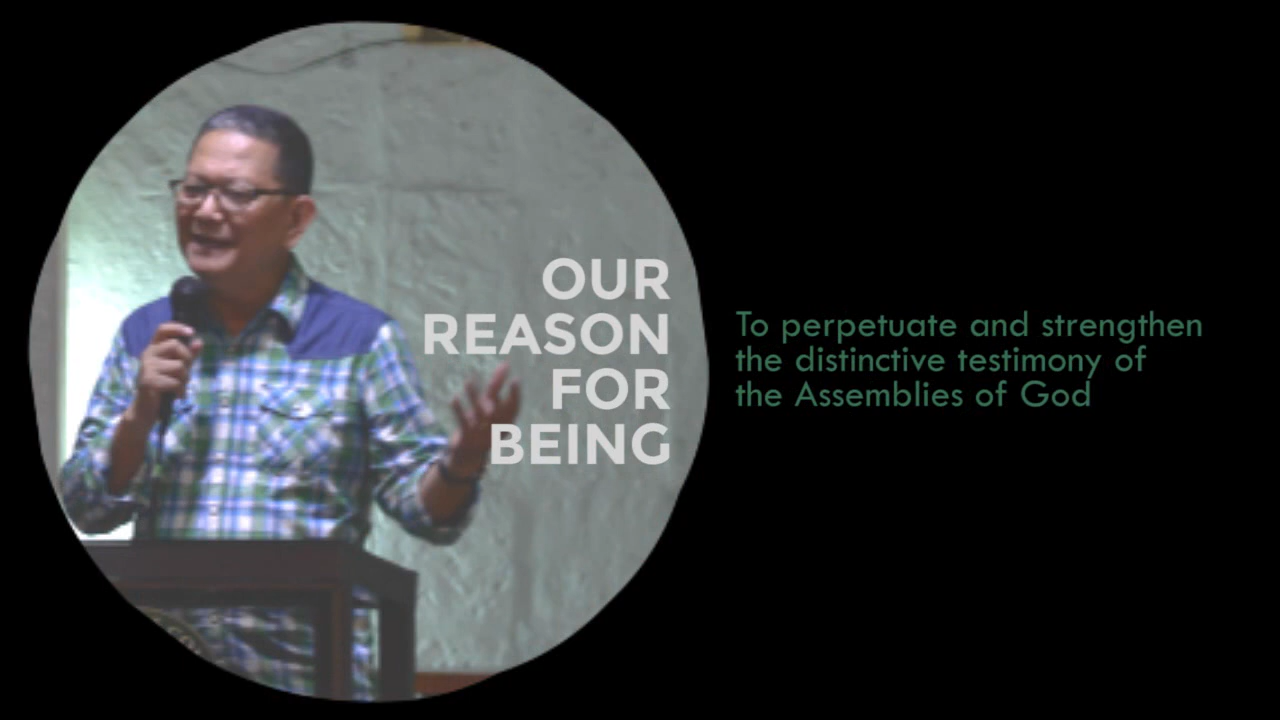 OUR
REASON
FOR
BEING
To perpetuate and strengthen
the distinctive testimony of
the Assemblies of God